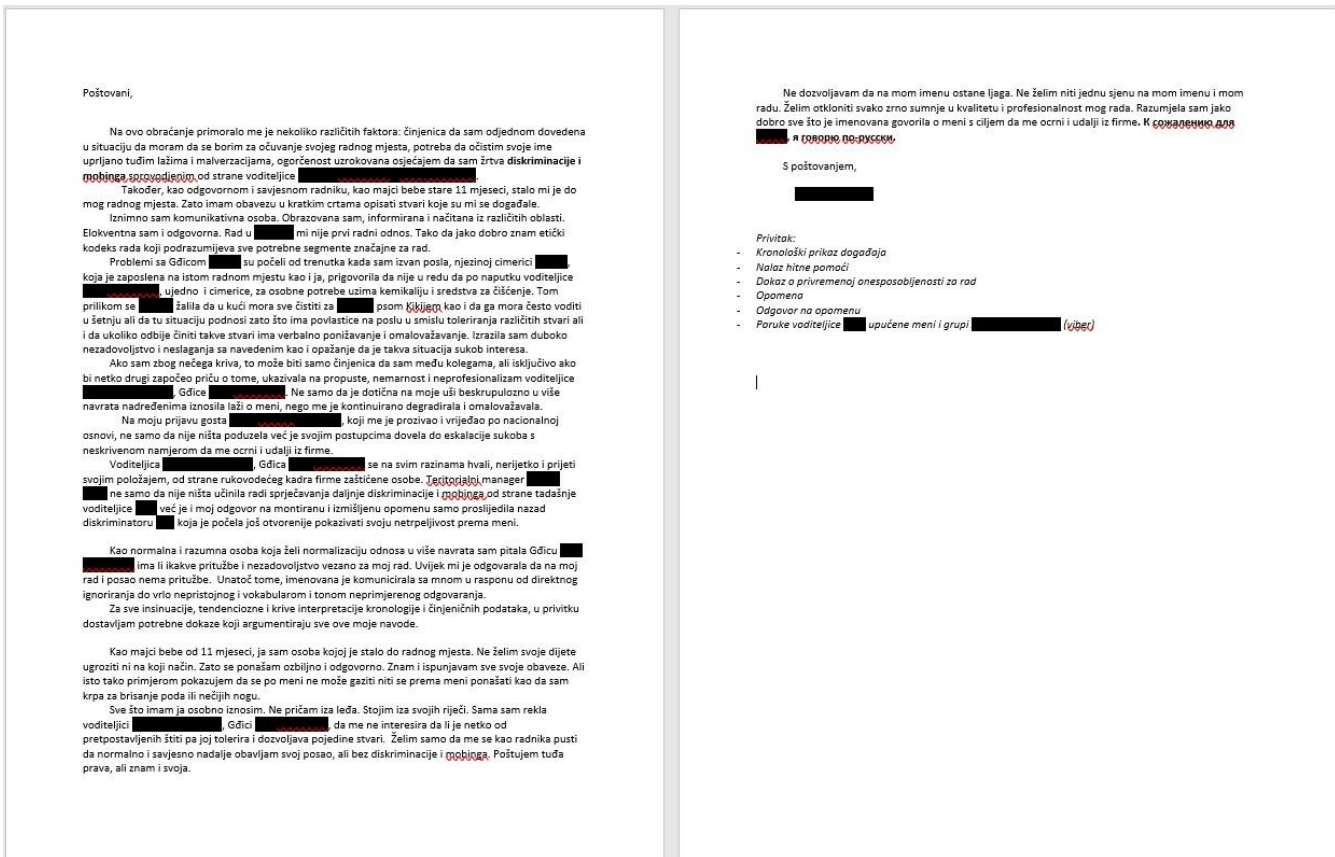 Poštovani,
Na ovo obraćanje primoralo me je nekoliko različitih faktora: činjenica da sam odjednom dovedena
u situaciju da moram da se borim za očuvanje svojeg radnog mjesta, potreba da očistim svoje ime
uprljano tuđim lažima i malverzacijama, ogorčenost uzrokovana osjećajem da sam žrtva diskriminacije i
mobinga sprovodjenim od strane voditeljice
Također, kao odgovornom i savjesnom radniku, kao majci bebe stare 11 mjeseci, stalo mi je do
mog radnog mjesta. Zato imam obavezu u kratkim crtama opisati stvari koje su mi se događale.
Iznimno sam komunikativna osoba. Obrazovana sam, informirana i načitana iz različitih oblasti.
Elokventna sam i odgovorna. Rad u mi nije prvi radni odnos. Tako da jako dobro znam etički
kodeks rada koji podrazumijeva sve potrebne segmente značajne za rad.
Problemi sa Gđicom su počeli od trenutka kada sam izvan posla, njezinoj cimerici ,
koja je zaposlena na istom radnom mjestu kao i ja, prigovorila da nije u redu da po naputku voditeljice
, ujedno i cimerice, za osobne potrebe uzima kemikaliju i sredstva za čišćenje. Tom
prilikom se žalila da u kući mora sve čistiti za psom Kikijem kao i da ga mora često voditi
u šetnju ali da tu situaciju podnosi zato što ima povlastice na poslu u smislu toleriranja različitih stvari ali
i da ukoliko odbije činiti takve stvari ima verbalno ponižavanje i omalovažavanje. Izrazila sam duboko
nezadovoljstvo i neslaganja sa navedenim kao i opažanje da je takva situacija sukob interesa.
Ako sam zbog nečega kriva, to može biti samo činjenica da sam među kolegama, ali isključivo ako
bi netko drugi započeo priču o tome, ukazivala na propuste, nemarnost i neprofesionalizam voditeljice
, Gđice . Ne samo da je dotična na moje uši beskrupulozno u više
navrata nadređenima iznosila laži o meni, nego me je kontinuirano degradirala i omalovažavala.
Na moju prijavu gosta , koji me je prozivao i vrijeđao po nacionalnoj
osnovi, ne samo da nije ništa poduzela već je svojim postupcima dovela do eskalacije sukoba s
neskrivenom namjerom da me ocrni i udalji iz firme.
Voditeljica , Gđica se na svim razinama hvali, nerijetko i prijeti
svojim položajem, od strane rukovodećeg kadra firme zaštićene osobe. Teritorialni manager
ne samo da nije ništa učinila radi sprječavanja daljnje diskriminacije i mobinga od strane tadašnje
voditeljice već je i moj odgovor na montiranu i izmišljenu opomenu samo proslijedila nazad
diskriminatoru koja je počela još otvorenije pokazivati svoju netrpeljivost prema meni.
Kao normalna i razumna osoba koja želi normalizaciju odnosa u više navrata sam pitala Gđicu
ima li ikakve pritužbe i nezadovoljstvo vezano za moj rad. Uvijek mi je odgovarala da na moj
rad i posao nema pritužbe. Unatoč tome, imenovana je komunicirala sa mnom u rasponu od direktnog
ignoriranja do vrlo nepristojnog i vokabularom i tonom neprimjerenog odgovaranja.
Za sve insinuacije, tendenciozne i krive interpretacije kronologije i činjeničnih podataka, u privitku
dostavljam potrebne dokaze koji argumentiraju sve ove moje navode.
Kao majci bebe od 11 mjeseci, ja sam osoba kojoj je stalo do radnog mjesta. Ne želim svoje dijete
ugroziti ni na koji način. Zato se ponašam ozbiljno i odgovorno. Znam i ispunjavam sve svoje obaveze. Ali
isto tako primjerom pokazujem da se po meni ne može gaziti niti se prema meni ponašati kao da sam
krpa za brisanje poda ili nečijih nogu.
Sve što imam ja osobno iznosim. Ne pričam iza leđa. Stojim iza svojih riječi. Sama sam rekla
voditeljici , Gđici , da me ne interesira da li je netko od
pretpostavljenih štiti pa joj tolerira i dozvoljava pojedine stvari. Želim samo da me se kao radnika pusti
da normalno i savjesno nadalje obavljam svoj posao, ali bez diskriminacije i mobinga. Poštujem tuđa
prava, ali znam i svoja.
Ne dozvoljavam da na mom imenu ostane ljaga. Ne želim niti jednu sjenu na mom imenu i mom
radu. Želim otkloniti svako zrno sumnje u kvalitetu i profesionalnost mog rada. Razumjela sam jako
dobro sve što je imenovana govorila o meni s ciljem da me ocrni i udalji iz firme. К сожалению для
, я говорю по-русски.
S poštovanjem,
Privitak:
- Kronološki prikaz događaja
- Nalaz hitne pomoći
- Dokaz o privremenoj onesposobljenosti za rad
- Opomena
- Odgovor na opomenu
- Poruke voditeljice upućene meni i grupi (viber)